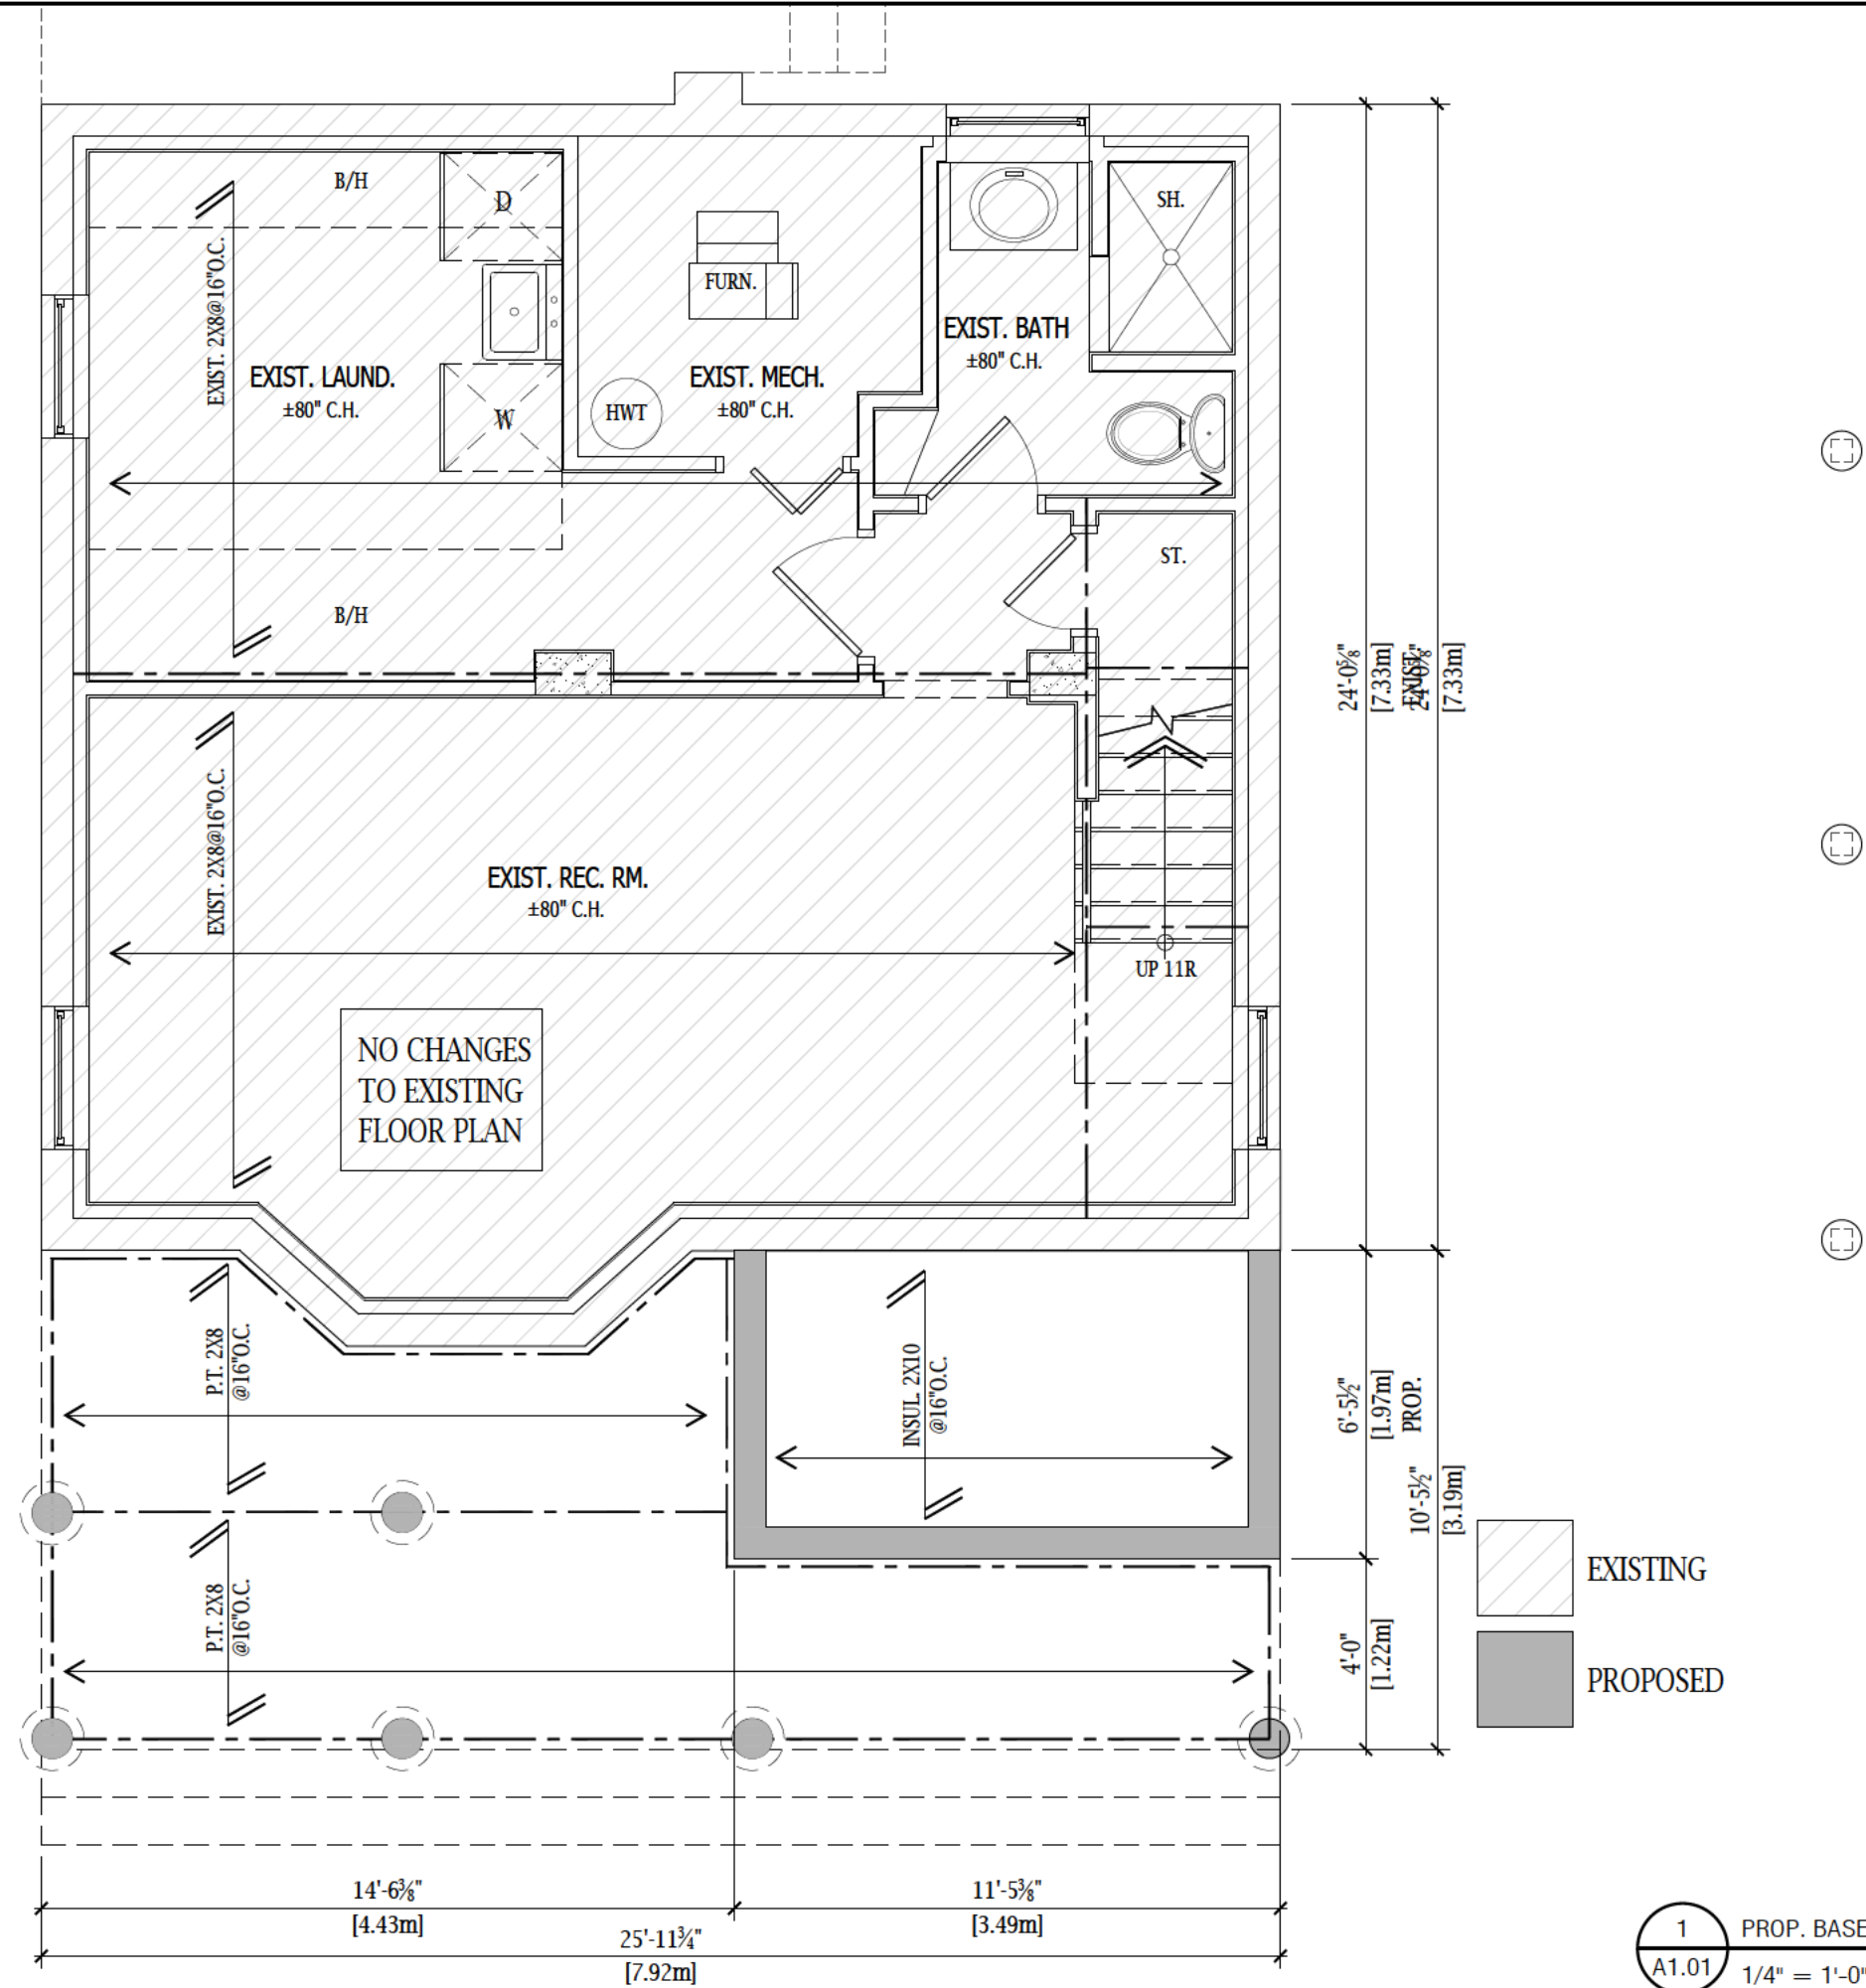 B/H
D
SH.
EXIST. 2X8@16"O.C.
FURN.
EXIST. BATH
±80" C.H.
EXIST. LAUND.
±80" C.H.
EXIST. MECH.
±80" C.H.
HWT
W
ST.
B/H
24'-0⅝"
[7.33m]
EXIST.
24'-0⅝"
[7.33m]
EXIST. 2X8@16"O.C.
EXIST. REC. RM.
±80" C.H.
UP 11R
NO CHANGES
TO EXISTING
FLOOR PLAN
P.T. 2X8
@16"O.C.
INSUL. 2X10
@16"O.C.
6'-5½"
[1.97m]
PROP.
10'-5½"
[3.19m]
P.T. 2X8
@16"O.C.
4'-0"
[1.22m]
EXISTING
PROPOSED
14'-6⅜"
[4.43m]
11'-5⅜"
[3.49m]
25'-11¾"
[7.92m]
1
A1.01
PROP. BASE
1/4" = 1'-0"